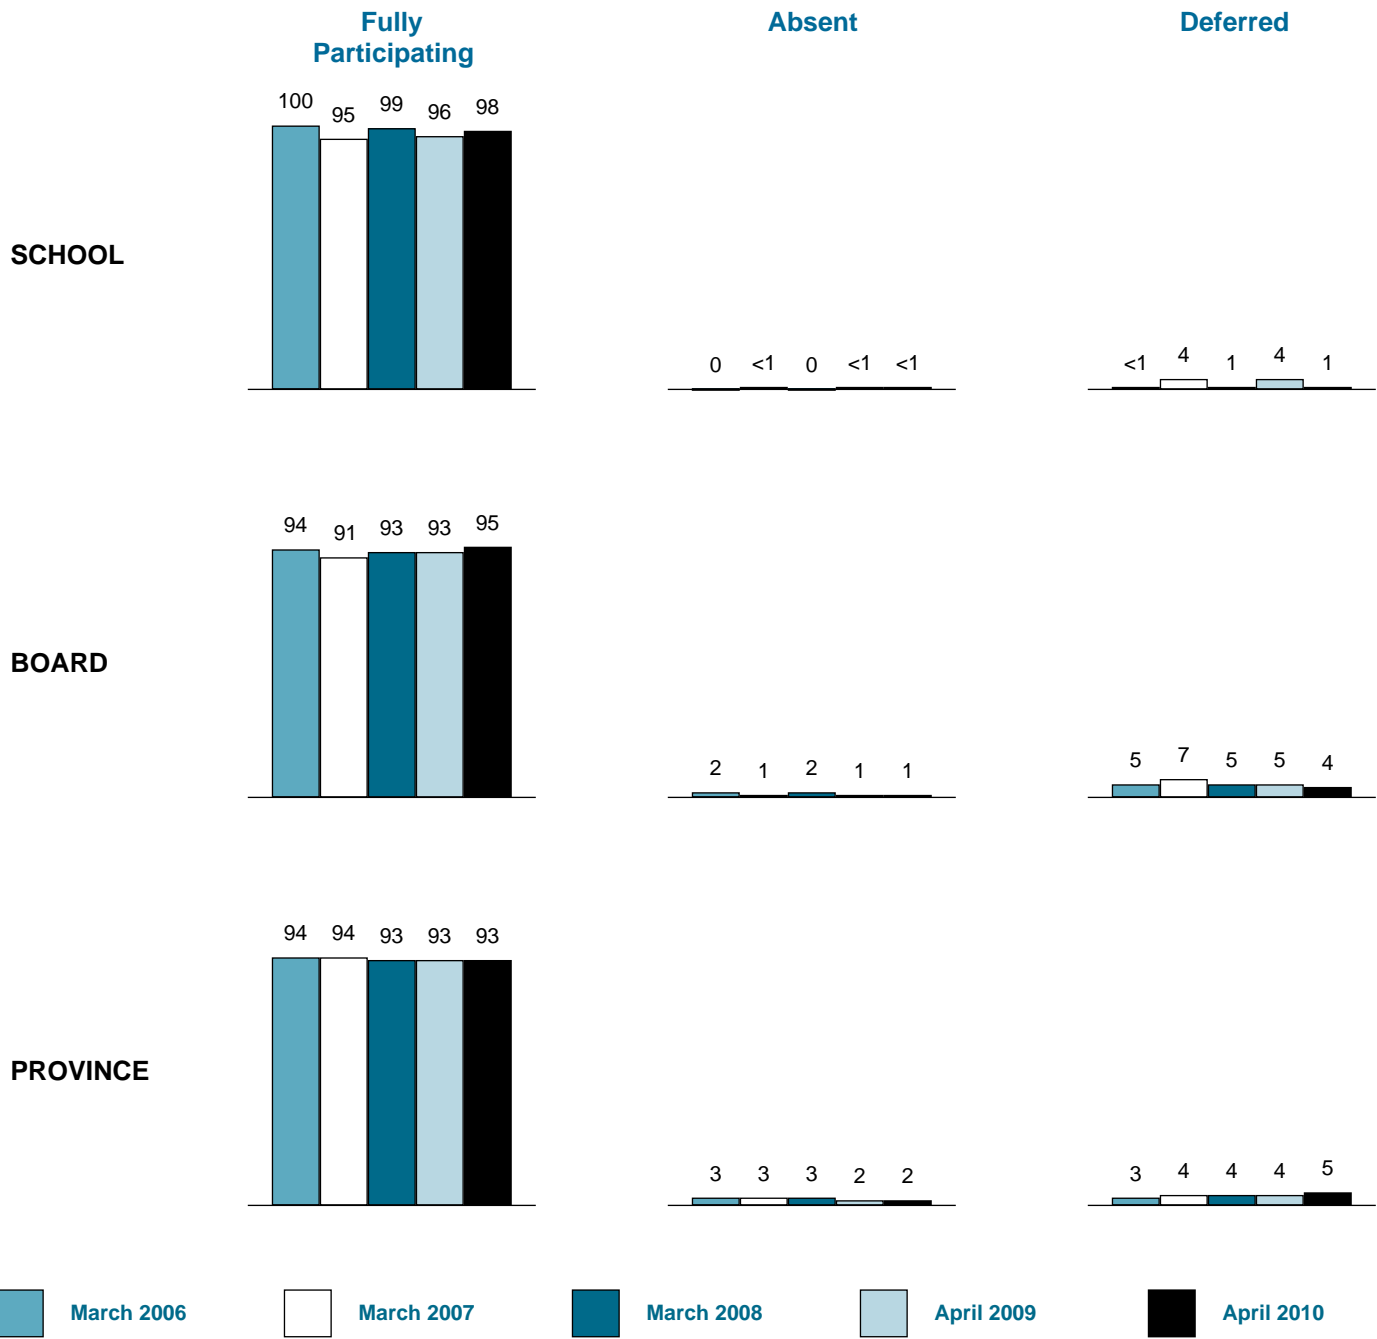 Fully
Participating
Absent
Deferred
SCHOOL
100 95 99 96 98
0 <1 0 <1 <1
<1 4 1 4 1
BOARD
94 91 93 93 95
2 1 2 1 1
5 7 5 5 4
PROVINCE
94 94 93 93 93
3 3 3 2 2
3 4 4 4 5
March 2006
March 2007
March 2008
April 2009
April 2010